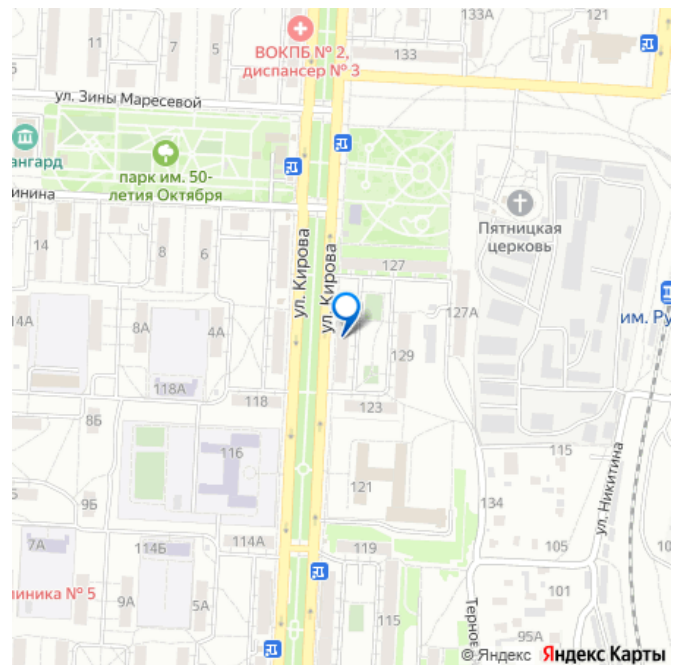 133А
121
11
7
5
ВОКПБ № 2,
диспансер № 3
133
ул. Зины Маресевой
ангард
парк им. 50-
летия Октября
инина
Пятницкая
церковь
14
8
6
ул. Кирова
ул. Кирова
127
127А
им. Ру
14А
8А
4А
129
118А
118
123
8Б
116
115
ул. Никитина
121
9Б
134
7А
114Б
114А
119
105
10
линика № 5
9А
5А
115
101
95А
Терное
© Яндекс Яндекс Карты